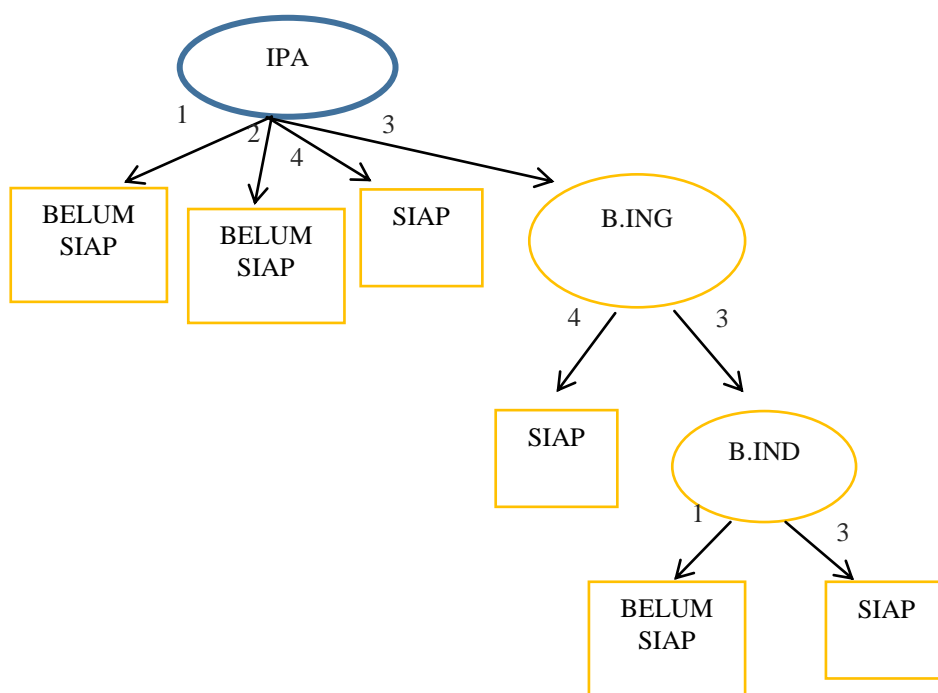 IPA
1
2
4
3
BELUM
SIAP
BELUM
SIAP
SIAP
B.ING
4
3
SIAP
B.IND
1
3
BELUM
SIAP
SIAP